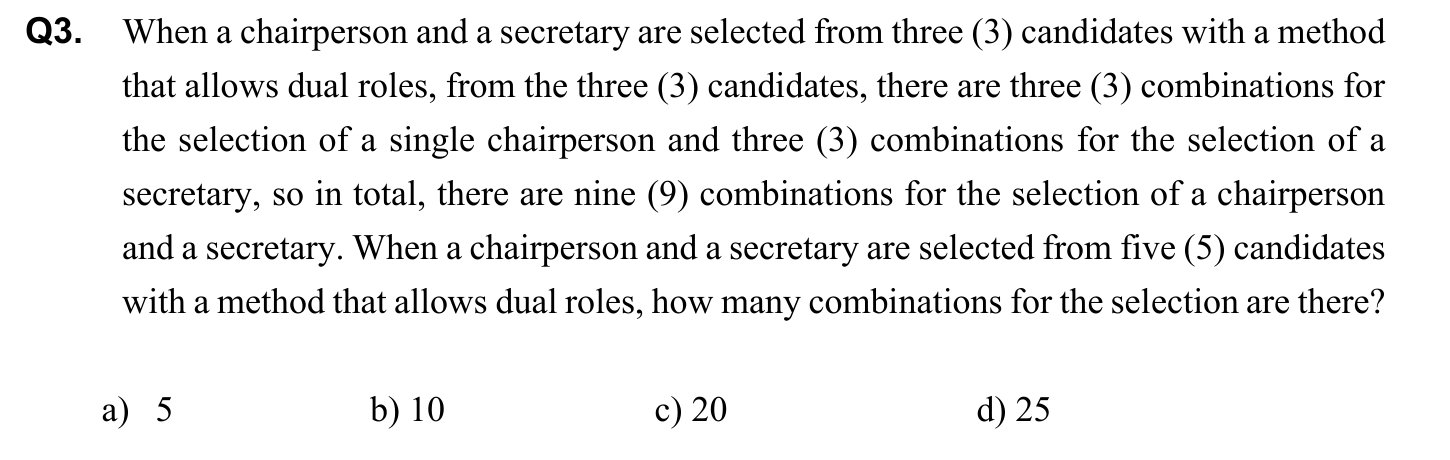 Q3. When a chairperson and a secretary are selected from three (3) candidates with a method
that allows dual roles, from the three (3) candidates, there are three (3) combinations for
the selection of a single chairperson and three (3) combinations for the selection of a
secretary, so in total, there are nine (9) combinations for the selection of a chairperson
and a secretary. When a chairperson and a secretary are selected from five (5) candidates
with a method that allows dual roles, how many combinations for the selection are there?
a) 5 b) 10 c) 20 d) 25